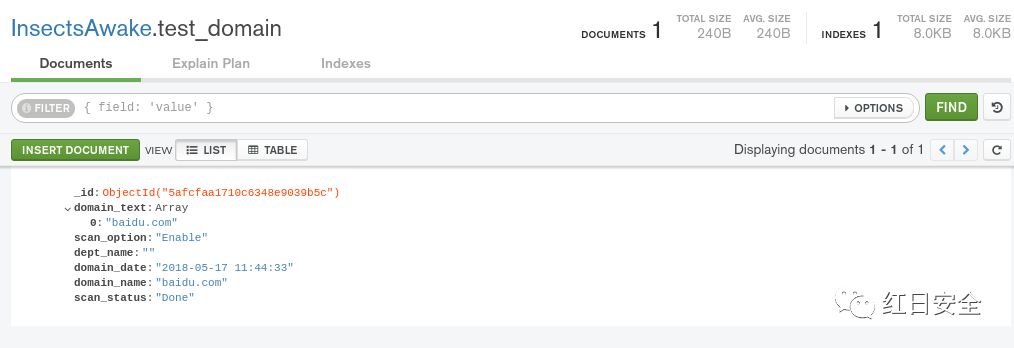 InsectsAwake.test_domain
DOCUMENTS 1 TOTAL SIZE 240B AVG. SIZE 240B INDEXES 1 TOTAL SIZE 8.0KB AVG. SIZE 8.0KB
Documents Explain Plan Indexes
FILTER { field: 'value' } OPTIONS FIND
INSERT DOCUMENT VIEW LIST TABLE Displaying documents 1 - 1 of 1
_id: ObjectId("5afcfaa1710c6348e9039b5c")
domain_text: Array
0: "baidu.com"
scan_option: "Enable"
dept_name: ""
domain_date: "2018-05-17 11:44:33"
domain_name: "baidu.com"
scan_status: "Done"
红日安全